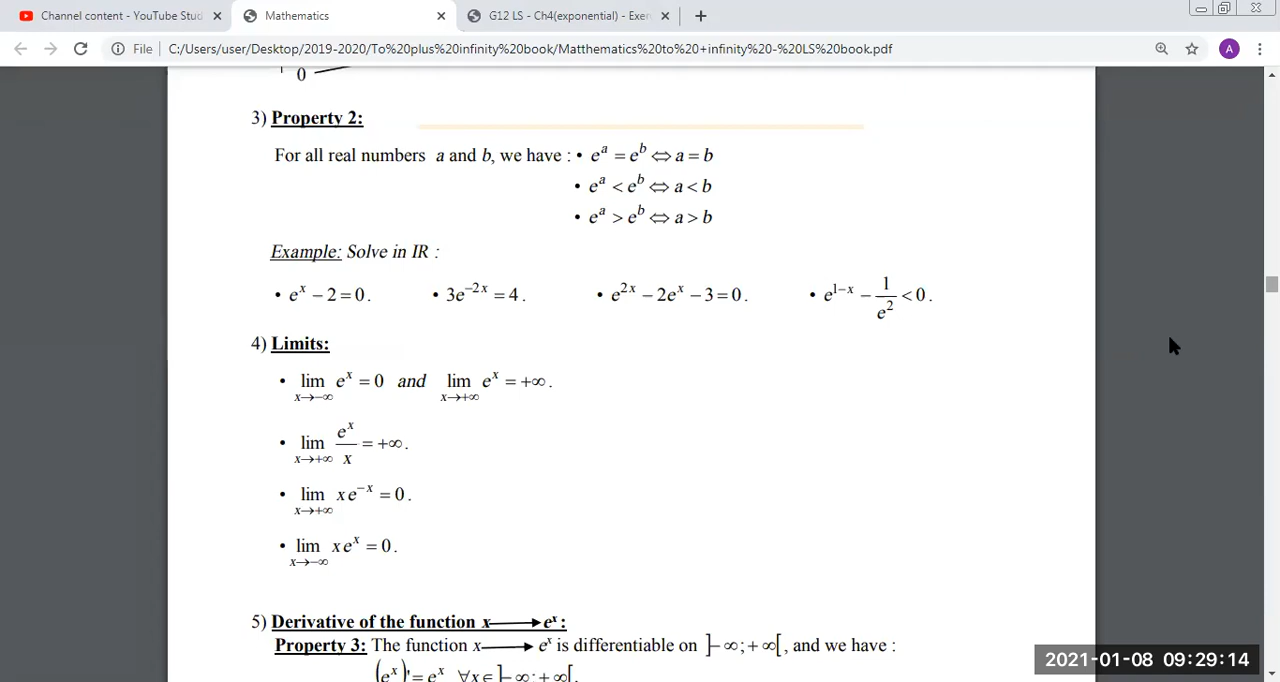 Channel content - YouTube Stud
Mathematics
G12 LS - Ch4(exponential) - Exer
File
C:/Users/user/Desktop/2019-2020/To%20plus%20infinity%20book/Matthematics%20to%20+infinity%20-%20LS%20book.pdf
A
0
3) Property 2:
For all real numbers a and b, we have : • e^a = e^b ⇔ a = b
• e^a < e^b ⇔ a < b
• e^a > e^b ⇔ a > b
Example: Solve in IR :
• e^x − 2 = 0. • 3e^{−2x} = 4. • e^{2x} − 2e^x − 3 = 0. • e^{1−x} − 1/e^2 < 0.
4) Limits:
• lim_{x→−∞} e^x = 0 and lim_{x→+∞} e^x = +∞.
• lim_{x→+∞} e^x/x = +∞.
• lim_{x→+∞} x e^{−x} = 0.
• lim_{x→−∞} x e^x = 0.
5) Derivative of the function x⟶e^x:
Property 3: The function x⟶e^x is differentiable on ]−∞;+∞[, and we have :
(e^x)'= e^x ∀x∈]−∞;+∞[.
2021-01-08 09:29:14